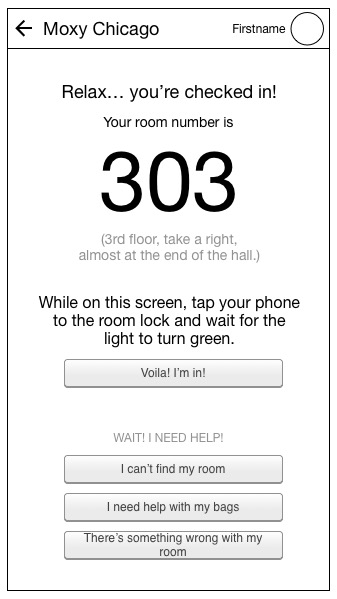 Moxy Chicago
Firstname
Relax… you’re checked in!
Your room number is
303
(3rd floor, take a right,
almost at the end of the hall.)
While on this screen, tap your phone
to the room lock and wait for the
light to turn green.
Voila! I’m in!
WAIT! I NEED HELP!
I can’t find my room
I need help with my bags
There’s something wrong with my
room